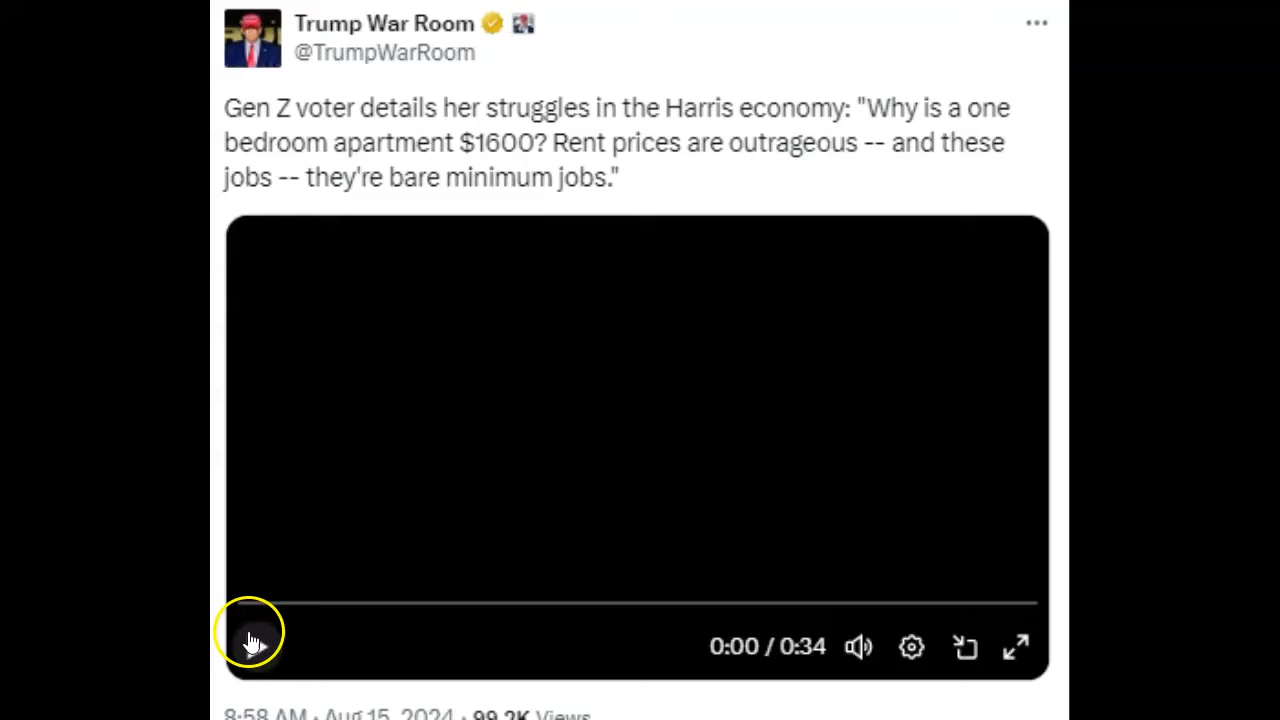 Trump War Room
@TrumpWarRoom
Gen Z voter details her struggles in the Harris economy: "Why is a one
bedroom apartment $1600? Rent prices are outrageous -- and these
jobs -- they're bare minimum jobs."
0:00 / 0:34
8:58 AM · Aug 15, 2024 · 99.2K Views